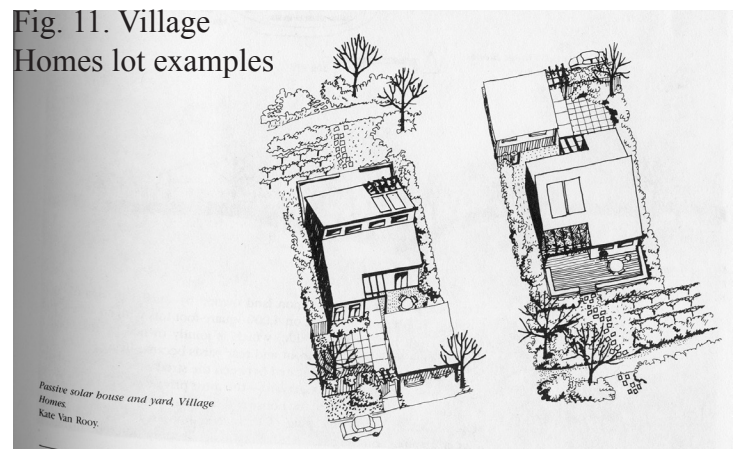 Fig. 11. Village
Homes lot examples
Passive solar house and yard, Village
Homes.
Kate Van Rooy.